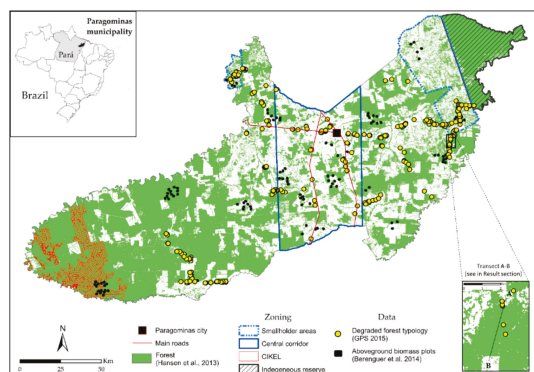 Paragominas
municipality
Pará
Brazil
Transect A-B
(see in Result section)
A
B
N
0
25
50
Km
Paragominas city
Main roads
Forest
(Hansen et al., 2013)
Zoning
Smallholder areas
Central corridor
CIKEL
Indegeneous reserve
Data
Degraded forest typology
(GPS 2015)
Aboveground biomass plots
(Berenguer et al. 2014)